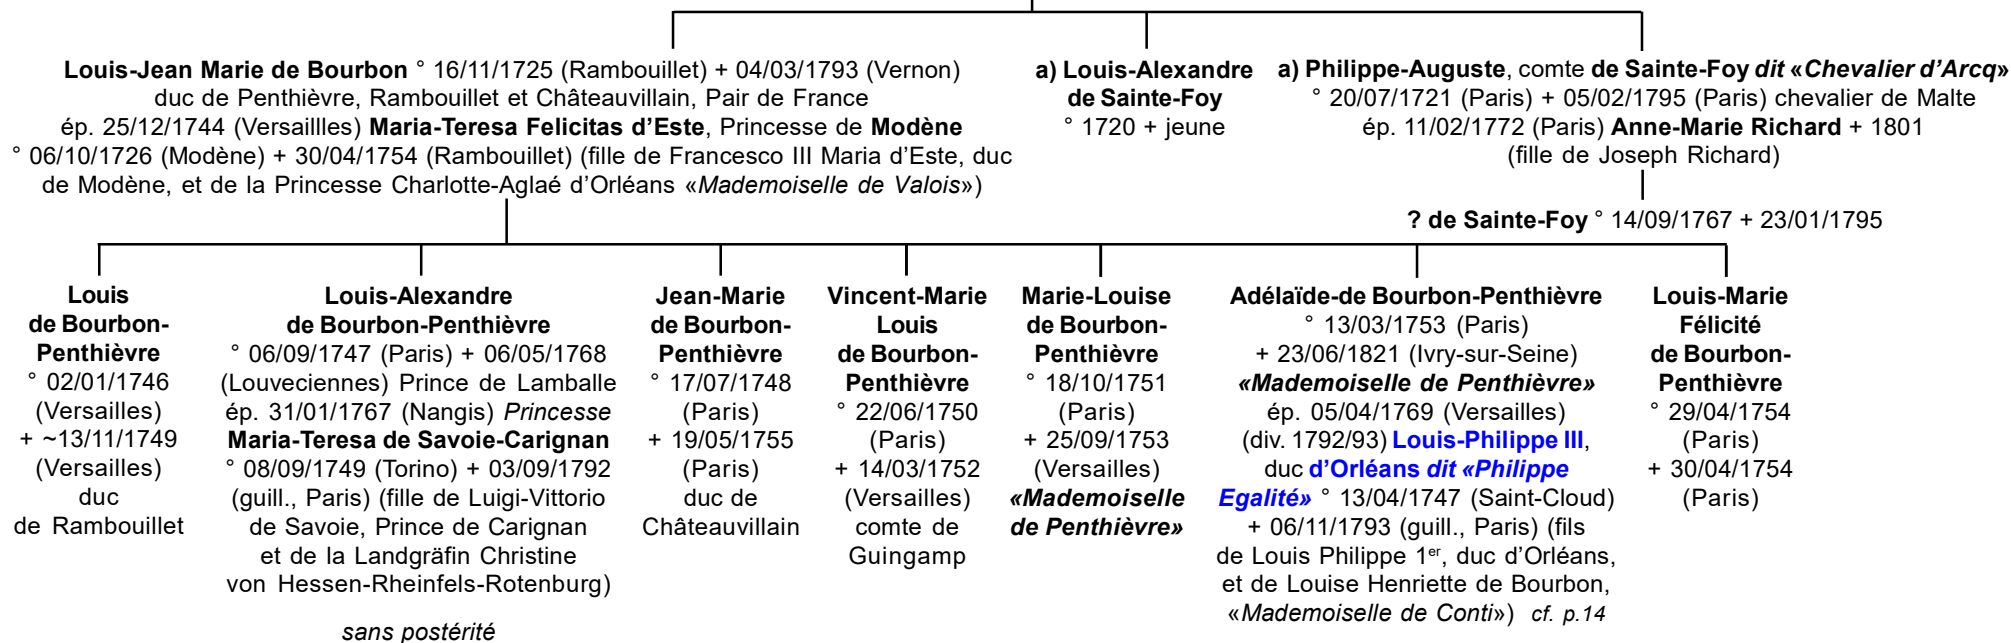 Louis-Jean Marie de Bourbon ° 16/11/1725 (Rambouillet) + 04/03/1793 (Vernon)
duc de Penthièvre, Rambouillet et Châteauvillain, Pair de France
ép. 25/12/1744 (Versaillles) Maria-Teresa Felicitas d’Este, Princesse de Modène
° 06/10/1726 (Modène) + 30/04/1754 (Rambouillet) (fille de Francesco III Maria d’Este, duc
de Modène, et de la Princesse Charlotte-Aglaé d’Orléans «Mademoiselle de Valois»)
a) Louis-Alexandre
de Sainte-Foy
° 1720 + jeune
a) Philippe-Auguste, comte de Sainte-Foy dit «Chevalier d’Arcq»
° 20/07/1721 (Paris) + 05/02/1795 (Paris) chevalier de Malte
ép. 11/02/1772 (Paris) Anne-Marie Richard + 1801
(fille de Joseph Richard)
? de Sainte-Foy ° 14/09/1767 + 23/01/1795
Louis
de Bourbon-
Penthièvre
° 02/01/1746
(Versailles)
+ ~13/11/1749
(Versailles)
duc
de Rambouillet
Louis-Alexandre
de Bourbon-Penthièvre
° 06/09/1747 (Paris) + 06/05/1768
(Louveciennes) Prince de Lamballe
ép. 31/01/1767 (Nangis) Princesse
Maria-Teresa de Savoie-Carignan
° 08/09/1749 (Torino) + 03/09/1792
(guill., Paris) (fille de Luigi-Vittorio
de Savoie, Prince de Carignan
et de la Landgräfin Christine
von Hessen-Rheinfels-Rotenburg)
sans postérité
Jean-Marie
de Bourbon-
Penthièvre
° 17/07/1748
(Paris)
+ 19/05/1755
(Paris)
duc de
Châteauvillain
Vincent-Marie
Louis
de Bourbon-
Penthièvre
° 22/06/1750
(Paris)
+ 14/03/1752
(Versailles)
comte de
Guingamp
Marie-Louise
de Bourbon-
Penthièvre
° 18/10/1751
(Paris)
+ 25/09/1753
(Versailles)
«Mademoiselle
de Penthièvre»
Adélaïde-de Bourbon-Penthièvre
° 13/03/1753 (Paris)
+ 23/06/1821 (Ivry-sur-Seine)
«Mademoiselle de Penthièvre»
ép. 05/04/1769 (Versailles)
(div. 1792/93) Louis-Philippe III,
duc d’Orléans dit «Philippe
Egalité» ° 13/04/1747 (Saint-Cloud)
+ 06/11/1793 (guill., Paris) (fils
de Louis Philippe 1er, duc d’Orléans,
et de Louise Henriette de Bourbon,
«Mademoiselle de Conti») cf. p.14
Louis-Marie
Félicité
de Bourbon-
Penthièvre
° 29/04/1754
(Paris)
+ 30/04/1754
(Paris)